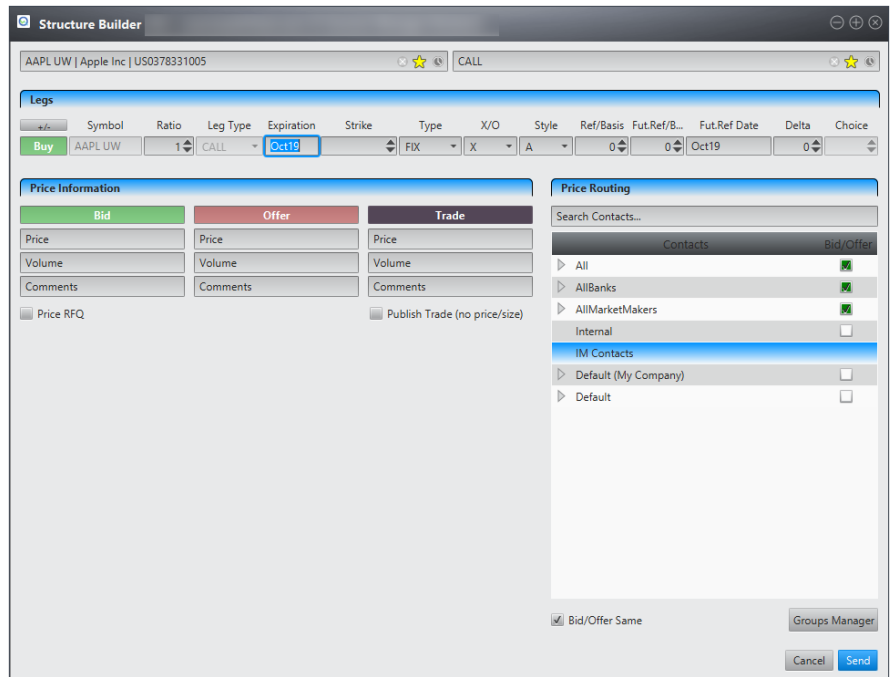 Structure Builder
AAPL UW | Apple Inc | US0378331005 CALL
Legs
+/- Symbol Ratio Leg Type Expiration Strike Type X/O Style Ref/Basis Fut.Ref/B... Fut.Ref Date Delta Choice
Buy AAPL UW 1 CALL Oct19 FIX X A 0 0 Oct19 0
Price Information Price Routing
Bid Offer Trade Search Contacts...
Price Price Price Contacts Bid/Offer
Volume Volume Volume All
Comments Comments Comments AllBanks
Price RFQ Publish Trade (no price/size) AllMarketMakers
Internal
IM Contacts
Default (My Company)
Default
Bid/Offer Same Groups Manager
Cancel Send